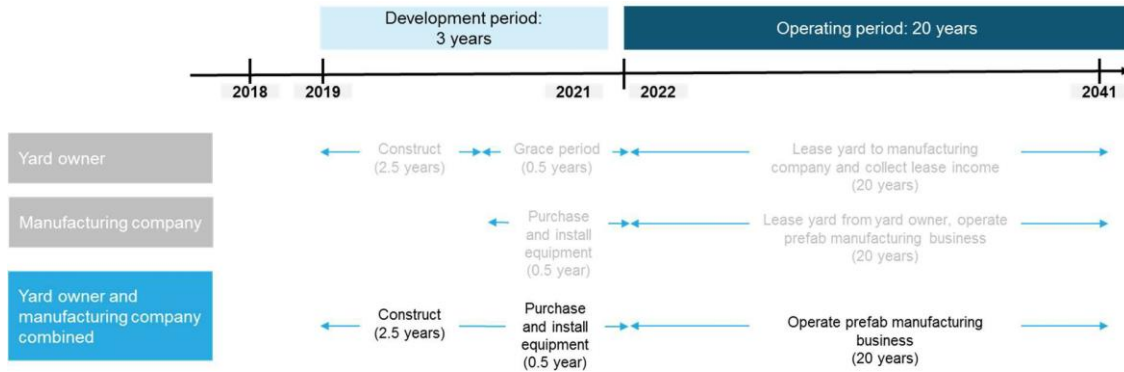 Development period:
3 years
Operating period: 20 years
2018
2019
2021
2022
2041
Yard owner
Construct
(2.5 years)
Grace period
(0.5 years)
Lease yard to manufacturing
company and collect lease income
(20 years)
Manufacturing company
Purchase
and install
equipment
(0.5 year)
Lease yard from yard owner, operate
prefab manufacturing business
(20 years)
Yard owner and
manufacturing company
combined
Construct
(2.5 years)
Purchase
and install
equipment
(0.5 year)
Operate prefab manufacturing
business
(20 years)